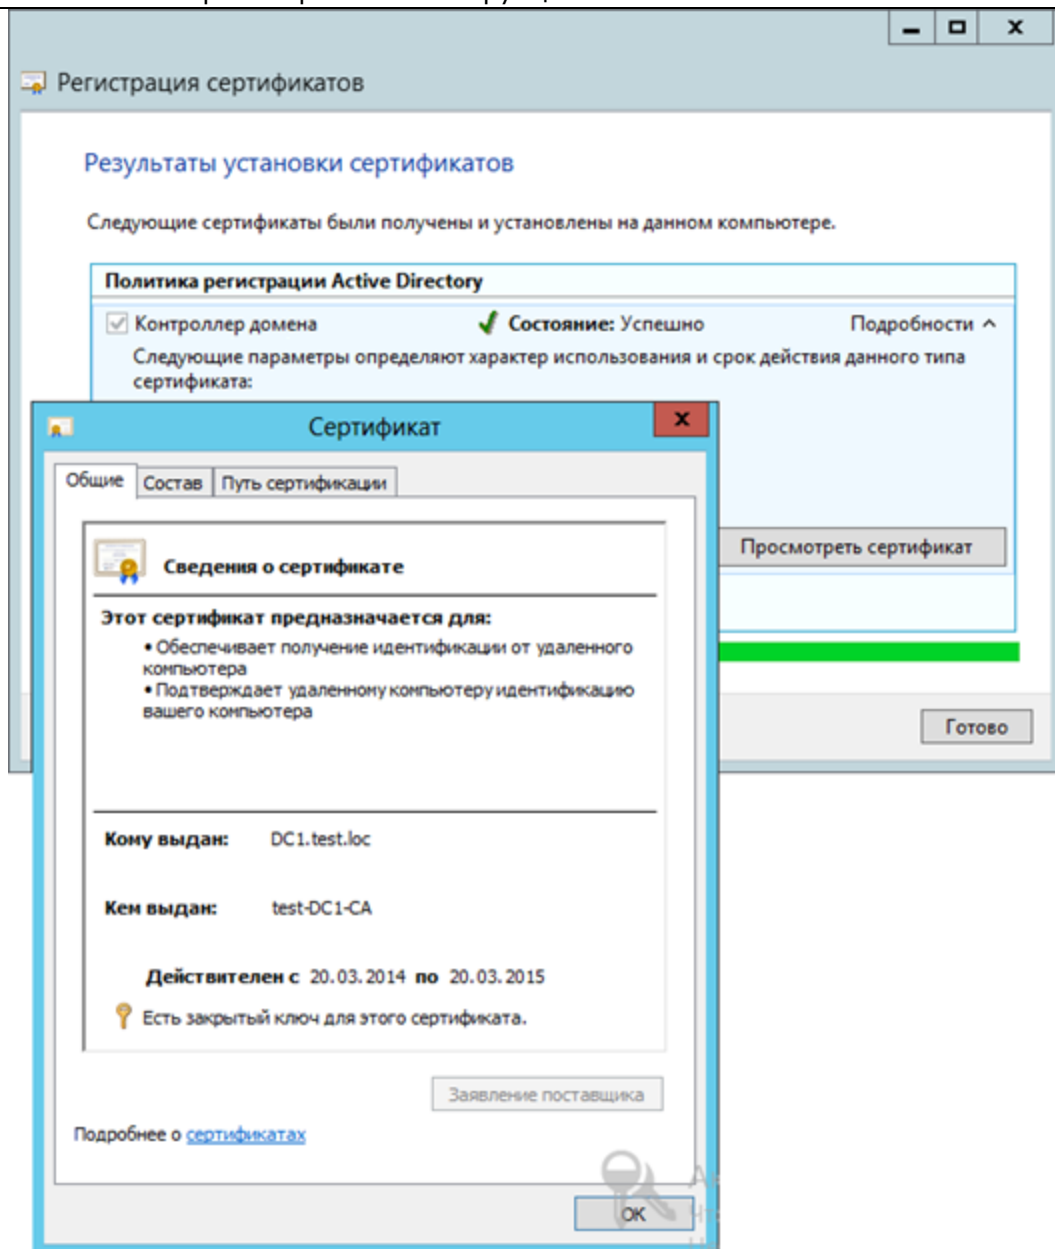 Регистрация сертификатов
Результаты установки сертификатов
Следующие сертификаты были получены и установлены на данном компьютере.
Политика регистрации Active Directory
Контроллер домена Состояние: Успешно Подробности
Следующие параметры определяют характер использования и срок действия данного типа
сертификата:
Просмотреть сертификат
Готово
Сертификат
Общие Состав Путь сертификации
Сведения о сертификате
Этот сертификат предназначается для:
• Обеспечивает получение идентификации от удаленного
компьютера
• Подтверждает удаленному компьютеру идентификацию
вашего компьютера
Кому выдан: DC1.test.loc
Кем выдан: test-DC1-CA
Действителен с 20.03.2014 по 20.03.2015
Есть закрытый ключ для этого сертификата.
Заявление поставщика
Подробнее о сертификатах
ОК